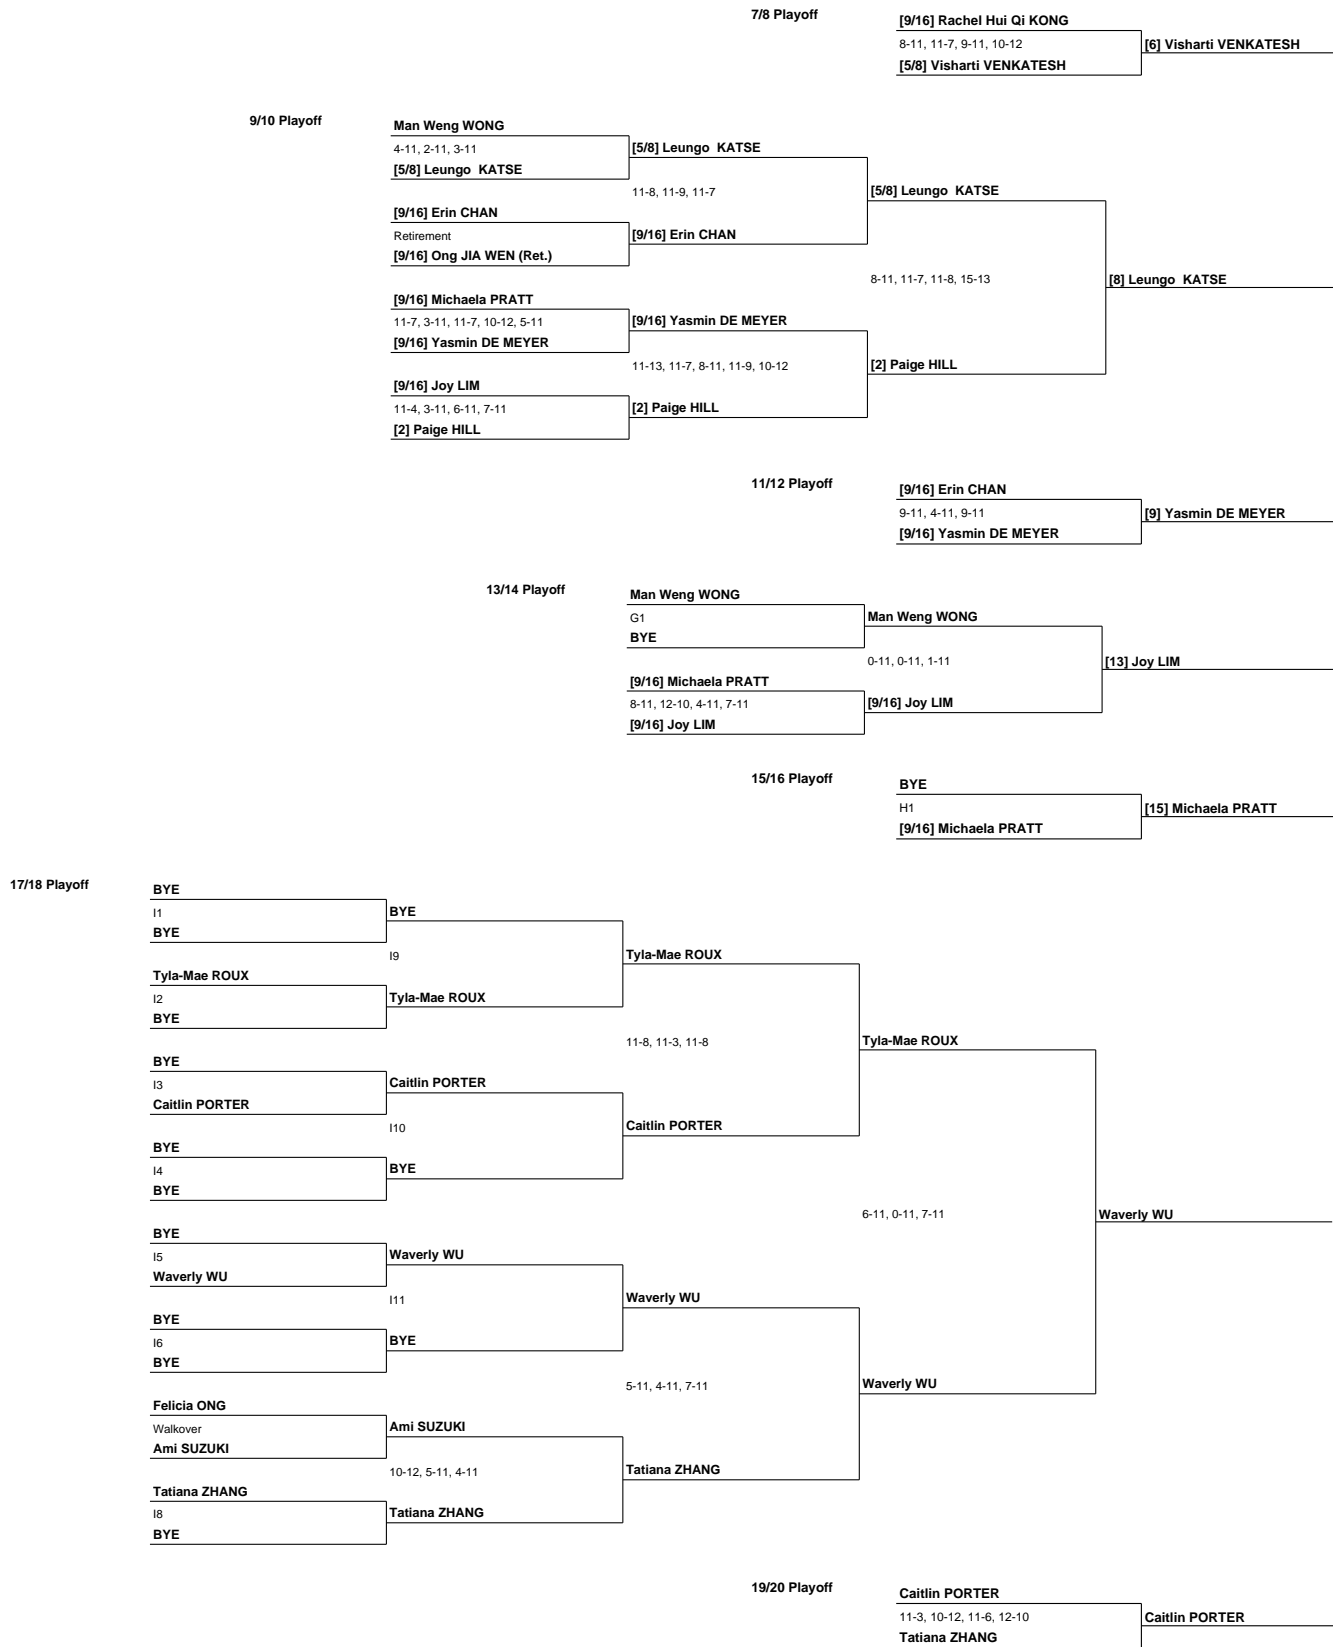 7/8 Playoff
[9/16] Rachel Hui Qi KONG
8-11, 11-7, 9-11, 10-12
[6] Visharti VENKATESH
[5/8] Visharti VENKATESH
9/10 Playoff
Man Weng WONG
4-11, 2-11, 3-11
[5/8] Leungo KATSE
[5/8] Leungo KATSE
11-8, 11-9, 11-7
[5/8] Leungo KATSE
[9/16] Erin CHAN
Retirement
[9/16] Erin CHAN
[9/16] Ong JIA WEN (Ret.)
8-11, 11-7, 11-8, 15-13
[8] Leungo KATSE
[9/16] Michaela PRATT
11-7, 3-11, 11-7, 10-12, 5-11
[9/16] Yasmin DE MEYER
[9/16] Yasmin DE MEYER
11-13, 11-7, 8-11, 11-9, 10-12
[2] Paige HILL
[9/16] Joy LIM
11-4, 3-11, 6-11, 7-11
[2] Paige HILL
[2] Paige HILL
11/12 Playoff
[9/16] Erin CHAN
9-11, 4-11, 9-11
[9] Yasmin DE MEYER
[9/16] Yasmin DE MEYER
13/14 Playoff
Man Weng WONG
G1
Man Weng WONG
BYE
0-11, 0-11, 1-11
[13] Joy LIM
[9/16] Michaela PRATT
8-11, 12-10, 4-11, 7-11
[9/16] Joy LIM
[9/16] Joy LIM
15/16 Playoff
BYE
H1
[15] Michaela PRATT
[9/16] Michaela PRATT
17/18 Playoff
BYE
I1
BYE
BYE
I9
Tyla-Mae ROUX
Tyla-Mae ROUX
I2
Tyla-Mae ROUX
BYE
11-8, 11-3, 11-8
Tyla-Mae ROUX
BYE
I3
Caitlin PORTER
Caitlin PORTER
I10
Caitlin PORTER
BYE
I4
BYE
BYE
6-11, 0-11, 7-11
Waverly WU
BYE
I5
Waverly WU
Waverly WU
I11
Waverly WU
BYE
I6
BYE
BYE
5-11, 4-11, 7-11
Waverly WU
Felicia ONG
Walkover
Ami SUZUKI
Ami SUZUKI
10-12, 5-11, 4-11
Tatiana ZHANG
Tatiana ZHANG
I8
Tatiana ZHANG
BYE
19/20 Playoff
Caitlin PORTER
11-3, 10-12, 11-6, 12-10
Caitlin PORTER
Tatiana ZHANG